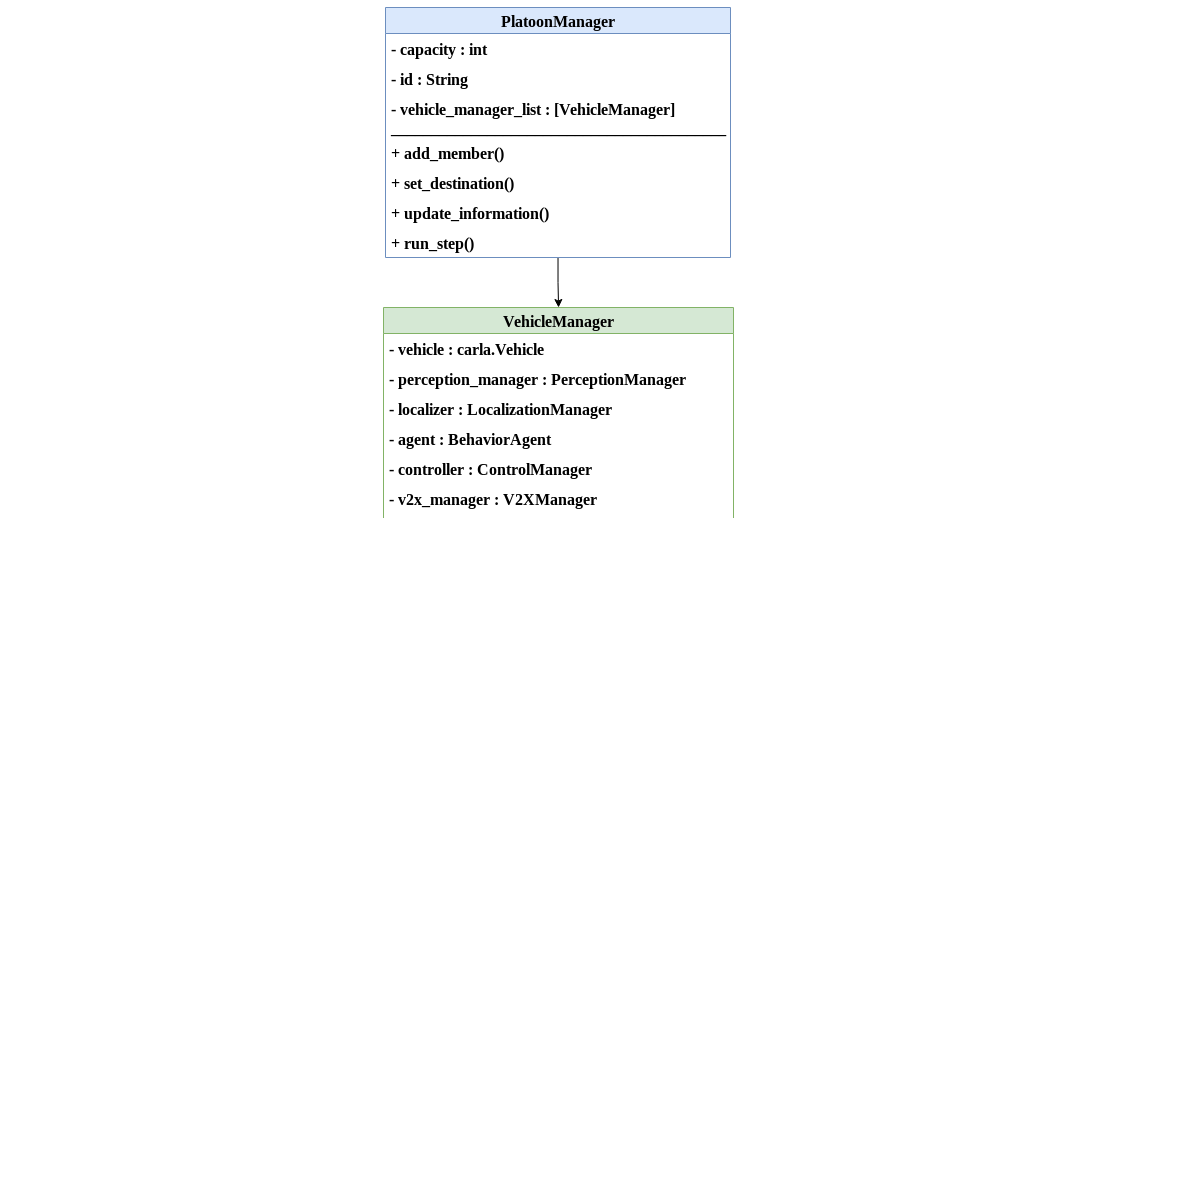 PlatoonManager
- capacity : int
- id : String
- vehicle_manager_list : [VehicleManager]
+ add_member()
+ set_destination()
+ update_information()
+ run_step()
VehicleManager
- vehicle : carla.Vehicle
- perception_manager : PerceptionManager
- localizer : LocalizationManager
- agent : BehaviorAgent
- controller : ControlManager
- v2x_manager : V2XManager